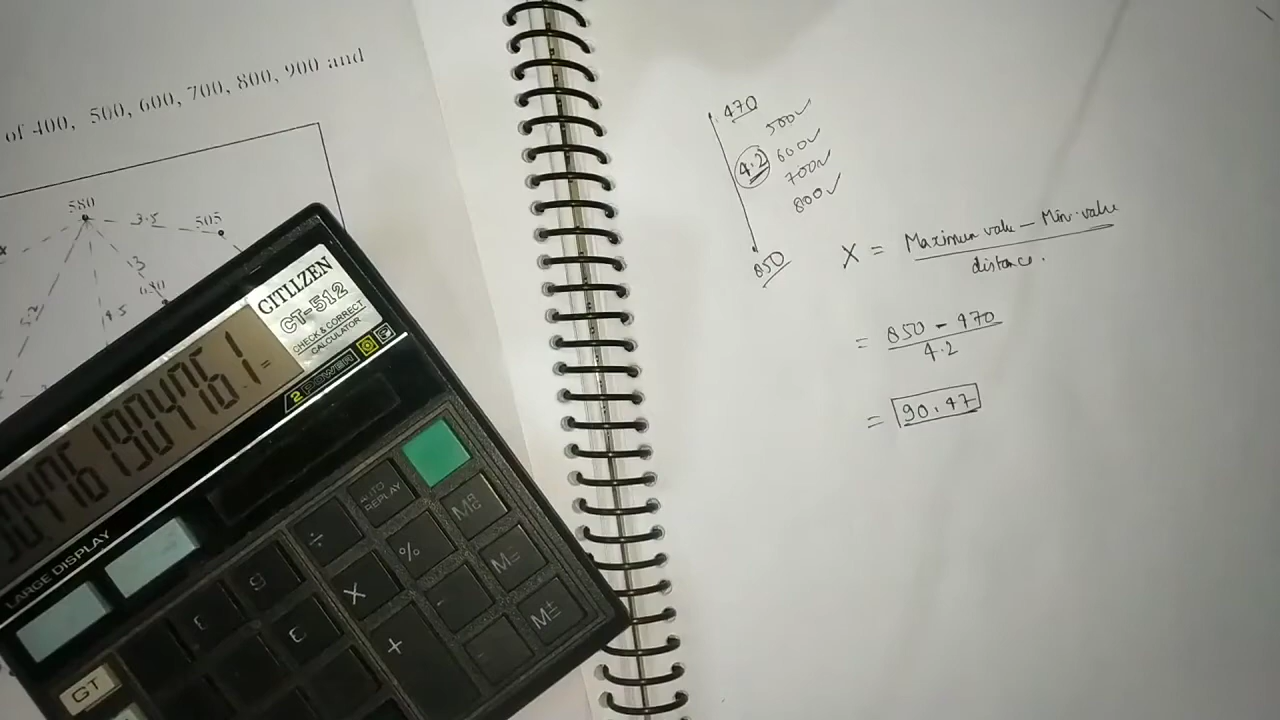 of 400, 500, 600, 700, 800, 900 and
580
3.5
505
13
4.5
CITIZEN
CT-512
CHECK & CORRECT
CALCULATOR
2 POWER
LARGE DISPLAY
AUTO
REPLAY
÷
%
X
-
+
MRC
M=
M±
GT
470
500✓
4.2
600✓
700✓
800✓
850
X = Maximum value - Min. value
distance.
= 850 - 470
4.2
= 90.47